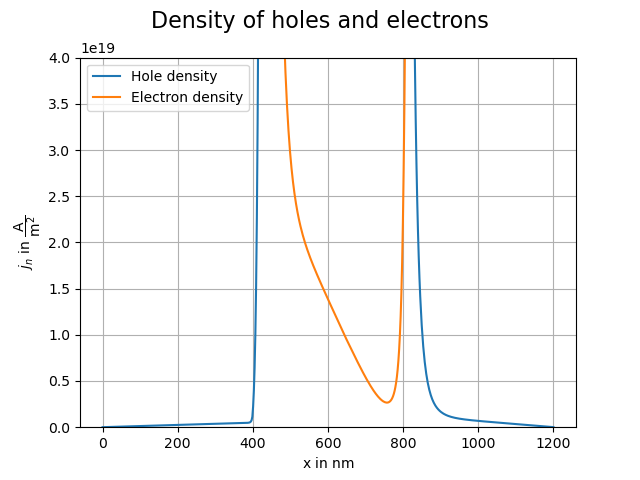 Density of holes and electrons
1e19
Hole density
Electron density
4.0
3.5
3.0
2.5
2.0
1.5
1.0
0.5
0.0
j_n in A/m^2
0 200 400 600 800 1000 1200
x in nm